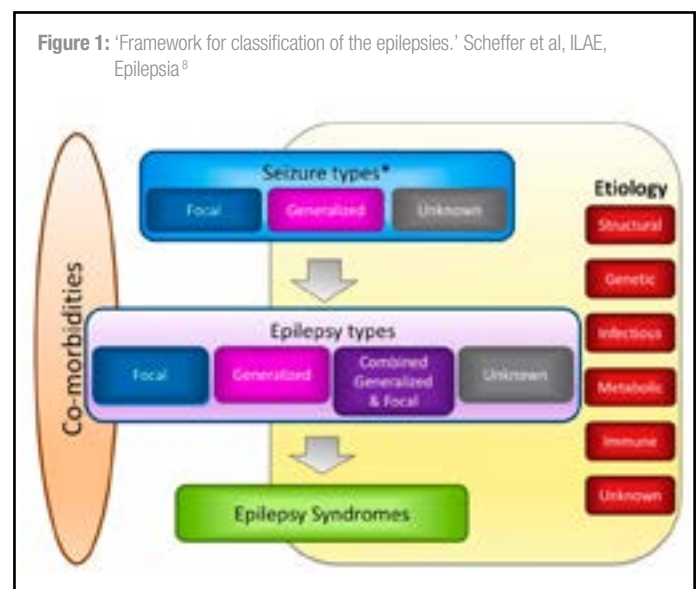 Figure 1: ‘Framework for classification of the epilepsies.’ Scheffer et al, ILAE,
Epilepsia 8
Co-morbidities
Seizure types*
Focal
Generalized
Unknown
Epilepsy types
Focal
Generalized
Combined
Generalized
& Focal
Unknown
Epilepsy Syndromes
Etiology
Structural
Genetic
Infectious
Metabolic
Immune
Unknown